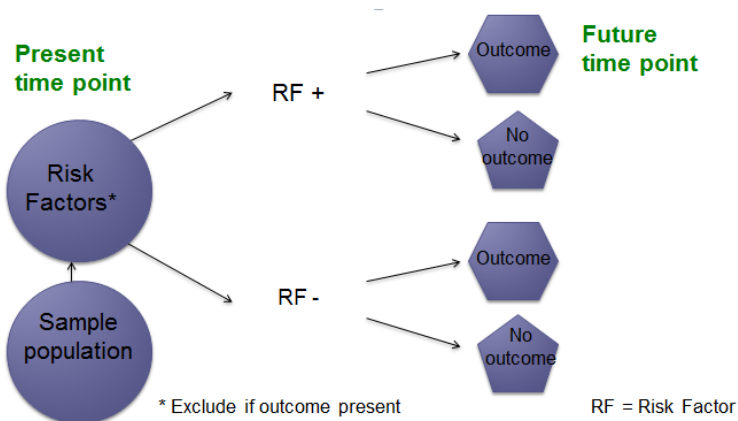 Present
time point
Risk
Factors*
Sample
population
RF +
RF -
Outcome
No
outcome
Outcome
No
outcome
Future
time point
* Exclude if outcome present
RF = Risk Factor